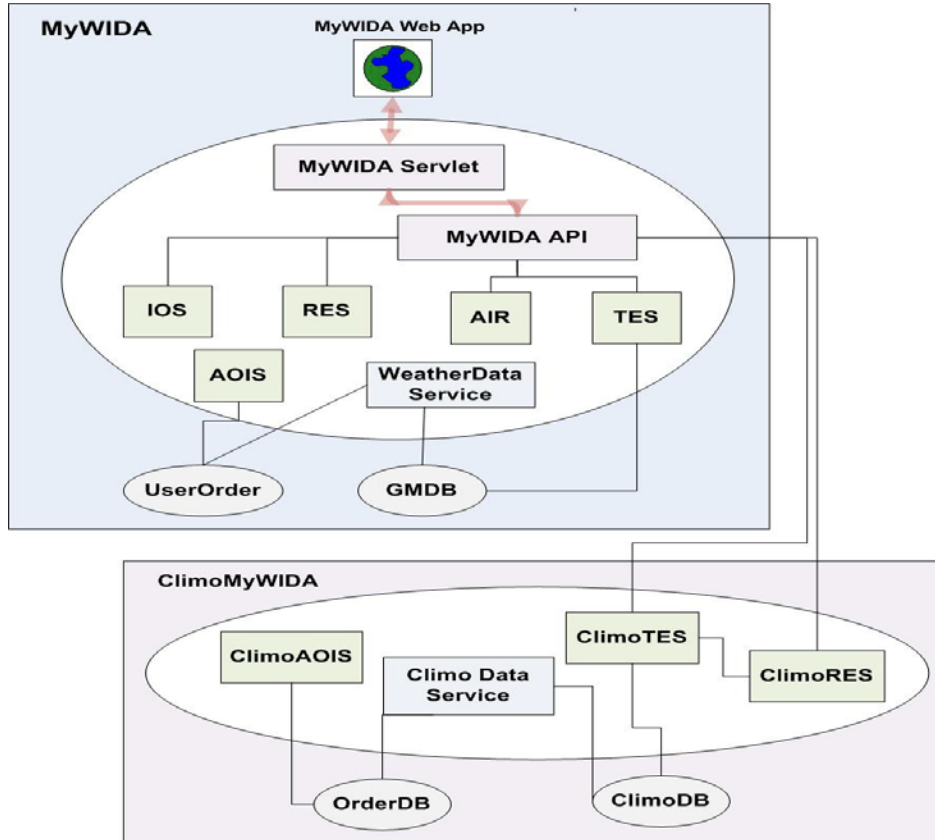 MyWIDA
MyWIDA Web App
MyWIDA Servlet
MyWIDA API
IOS
RES
AIR
TES
AOIS
WeatherData
Service
UserOrder
GMDB
ClimoMyWIDA
ClimoTES
ClimoAOIS
Climo Data
Service
ClimoRES
OrderDB
ClimoDB